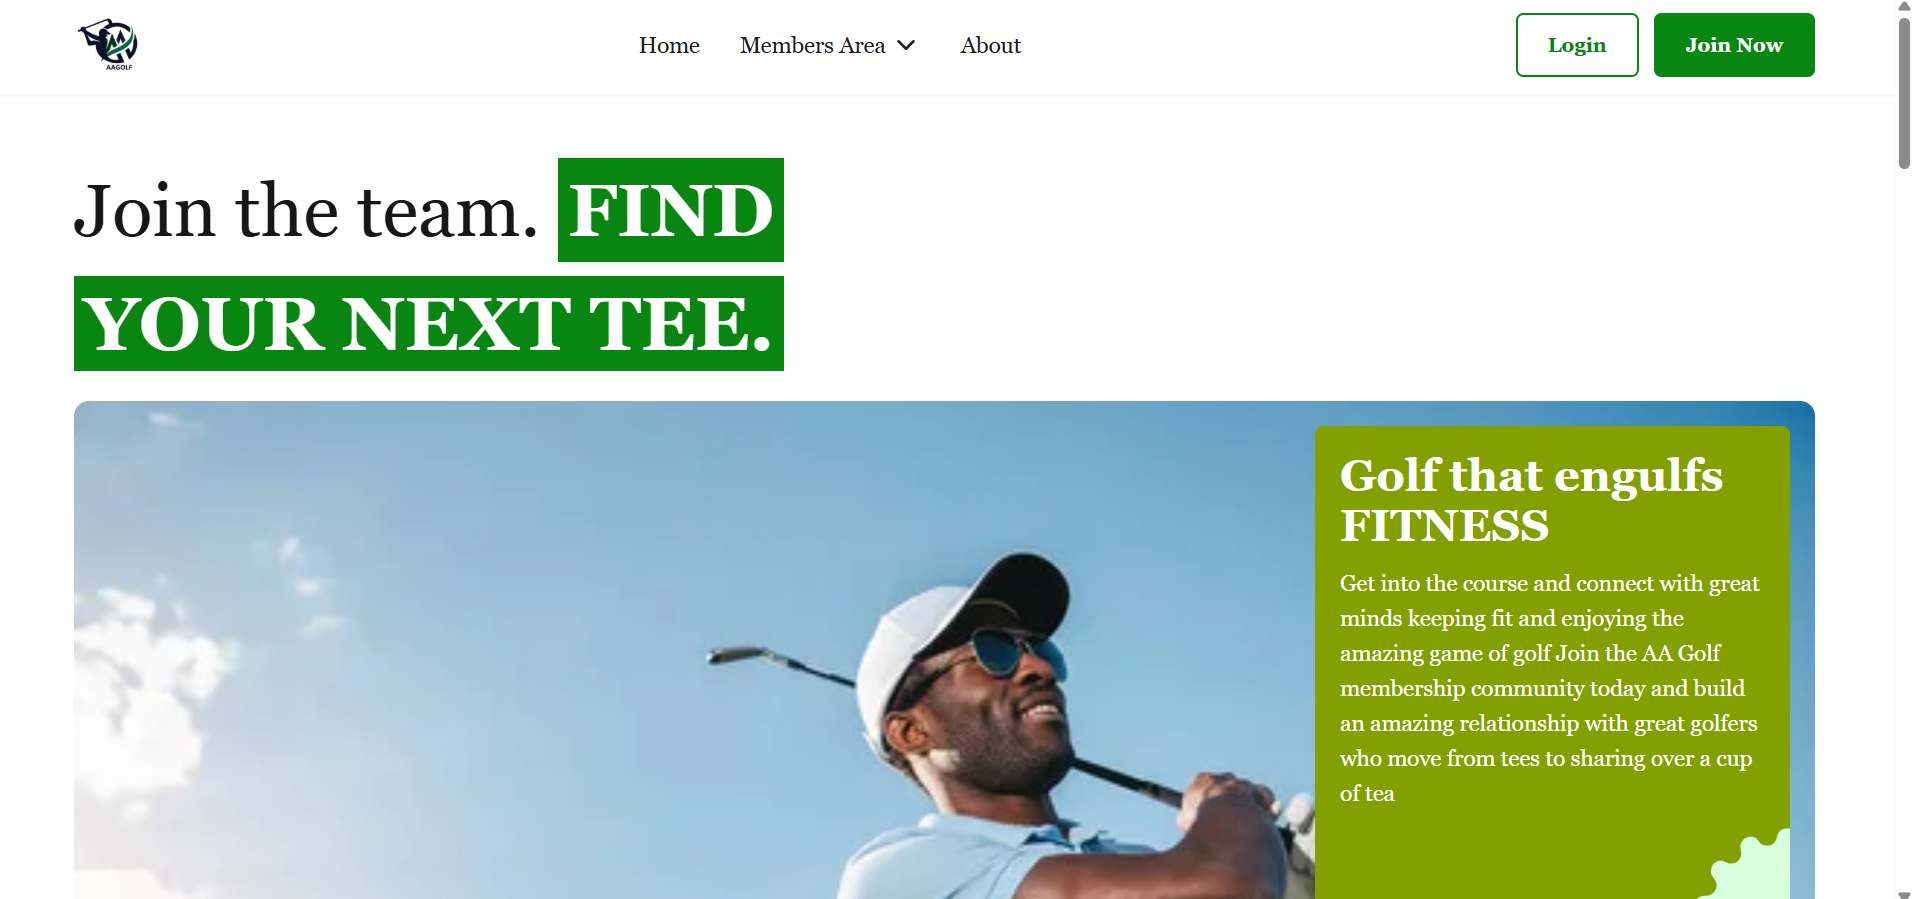 AA
AAGOLF
Home
Members Area
About
Login
Join Now
Join the team. FIND
YOUR NEXT TEE.
Golf that engulfs
FITNESS
Get into the course and connect with great
minds keeping fit and enjoying the
amazing game of golf Join the AA Golf
membership community today and build
an amazing relationship with great golfers
who move from tees to sharing over a cup
of tea